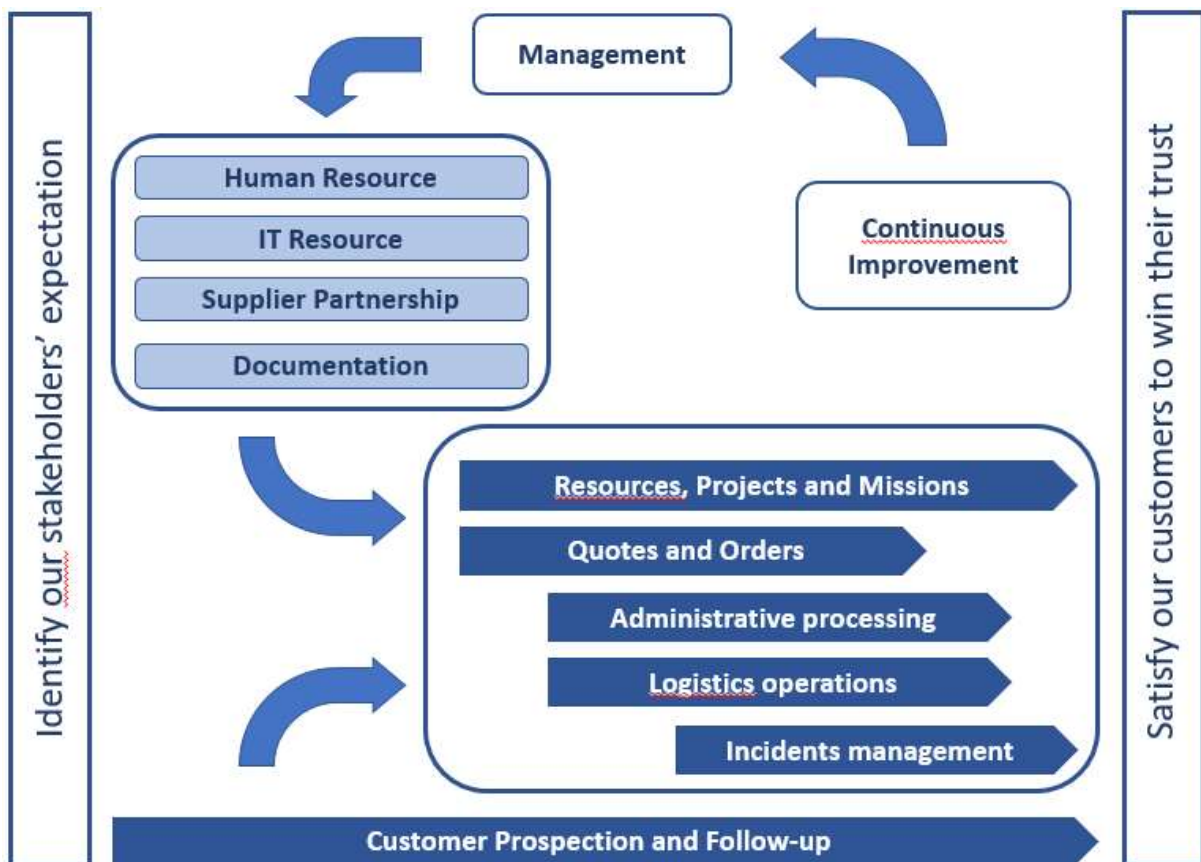 Identify our stakeholders’ expectation
Management
Human Resource
IT Resource
Supplier Partnership
Documentation
Continuous
Improvement
Resources, Projects and Missions
Quotes and Orders
Administrative processing
Logistics operations
Incidents management
Customer Prospection and Follow-up
Satisfy our customers to win their trust